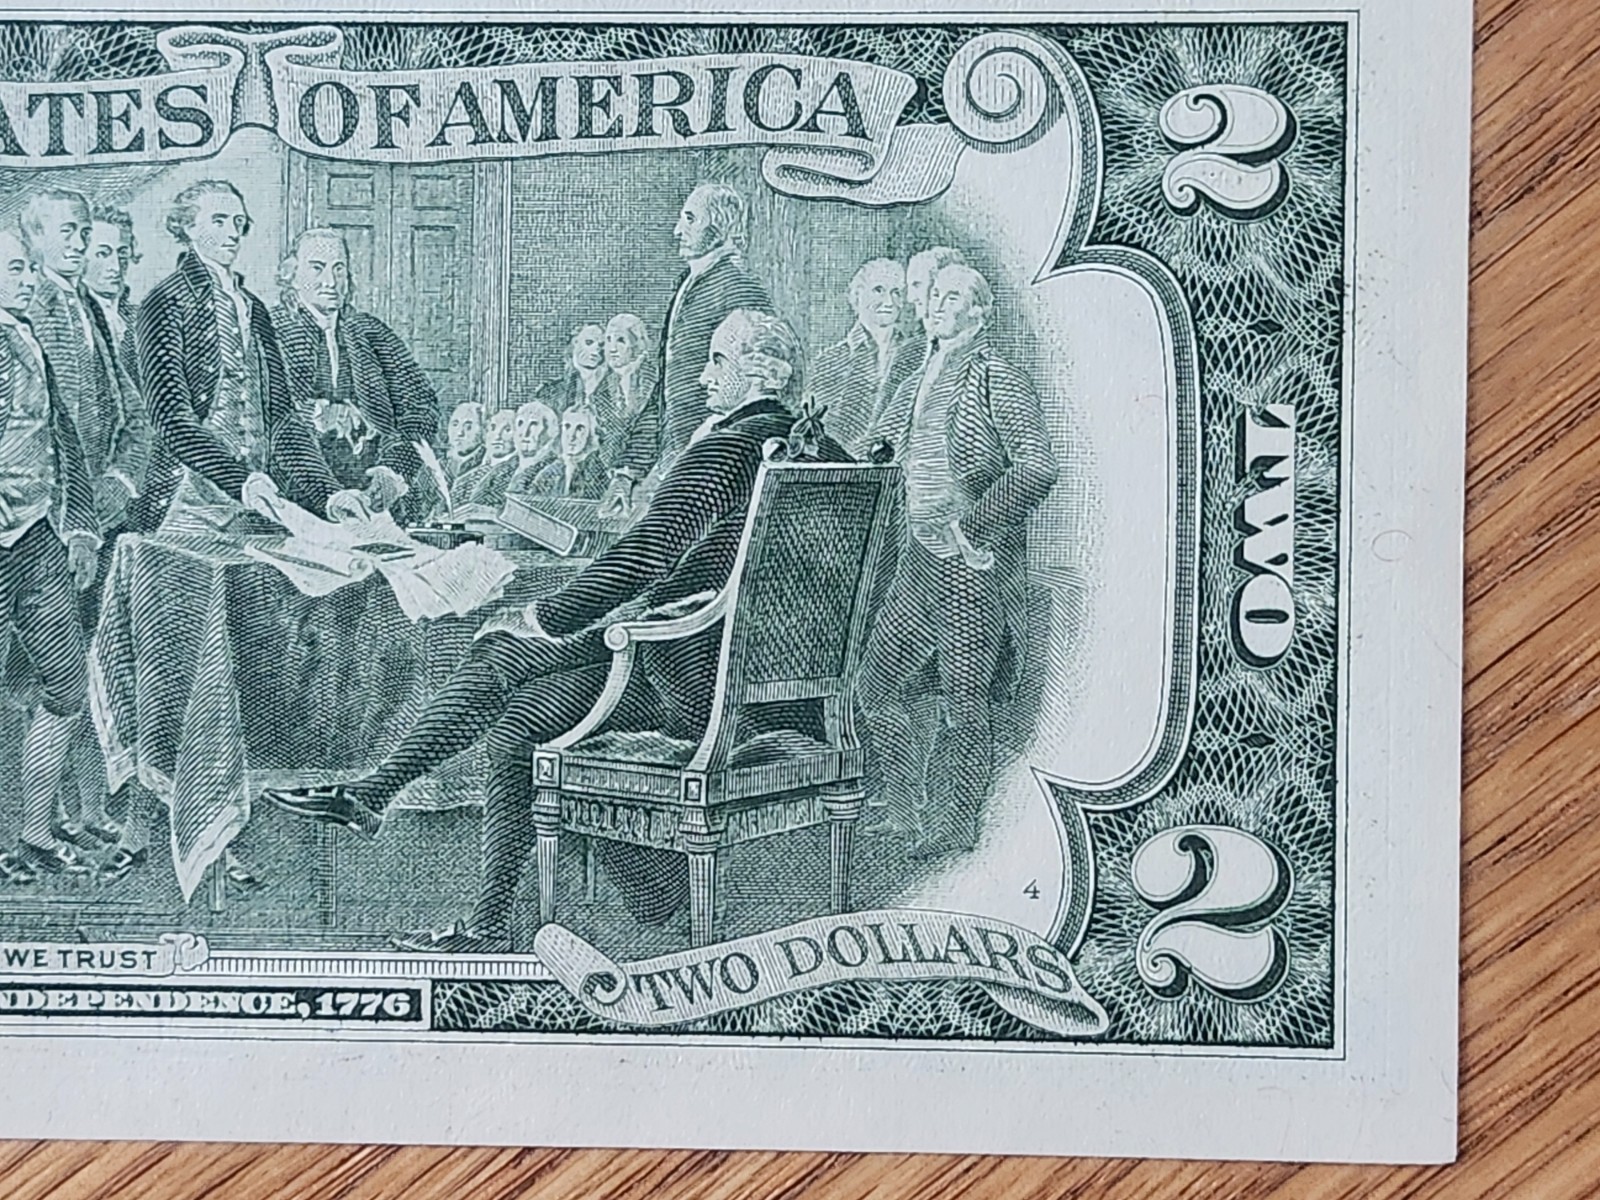 ATES OF AMERICA
2
TWO
4
2
WE TRUST
TWO DOLLARS
NDEPENDENCE, 1776